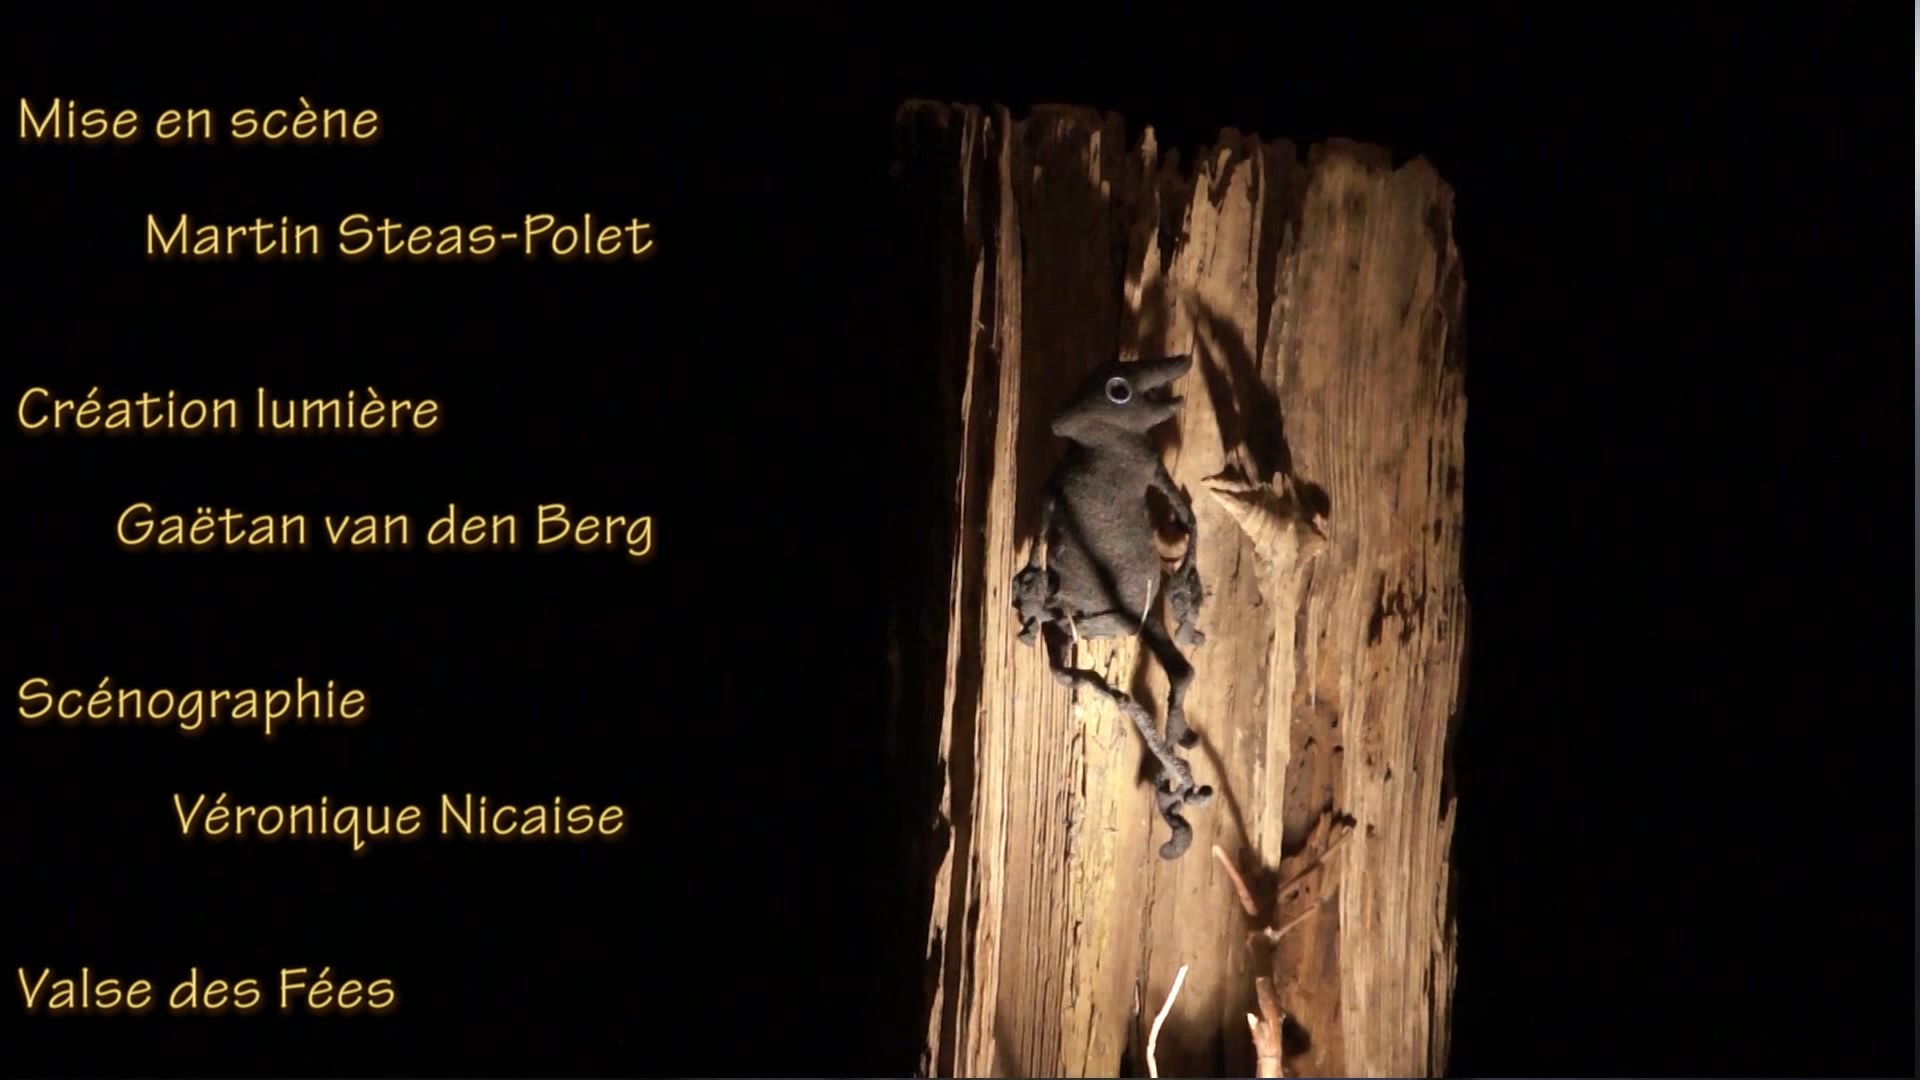 Mise en scène
Martin Steas-Polet
Création lumière
Gaëtan van den Berg
Scénographie
Véronique Nicaise
Valse des Fées